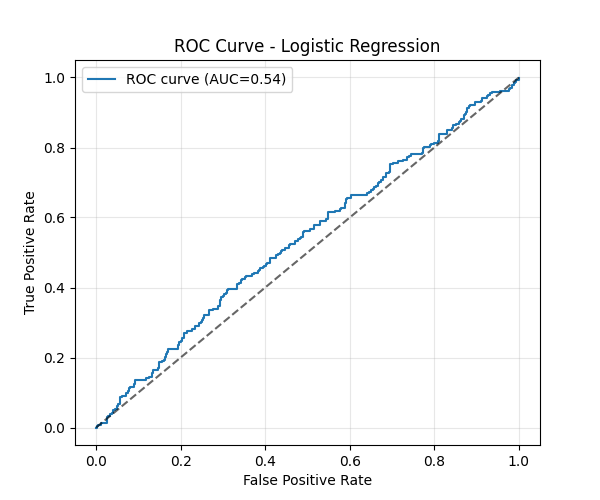 ROC Curve - Logistic Regression
ROC curve (AUC=0.54)
True Positive Rate
1.0
0.8
0.6
0.4
0.2
0.0
0.0 0.2 0.4 0.6 0.8 1.0
False Positive Rate